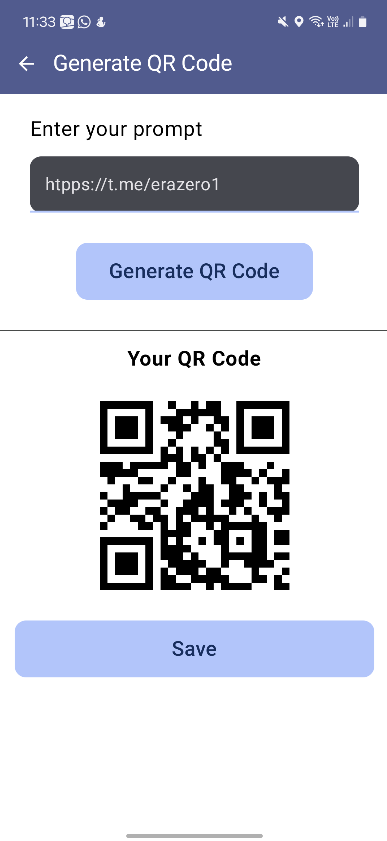 11:33
Vo)) LTE
Generate QR Code
Enter your prompt
htpps://t.me/erazero1
Generate QR Code
Your QR Code
Save